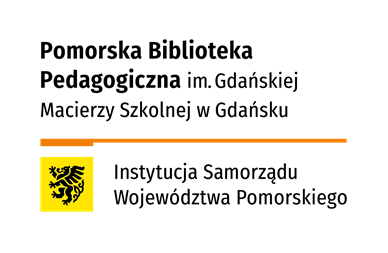 Pomorska Biblioteka
Pedagogiczna im. Gdańskiej
Macierzy Szkolnej w Gdańsku
Instytucja Samorządu
Województwa Pomorskiego